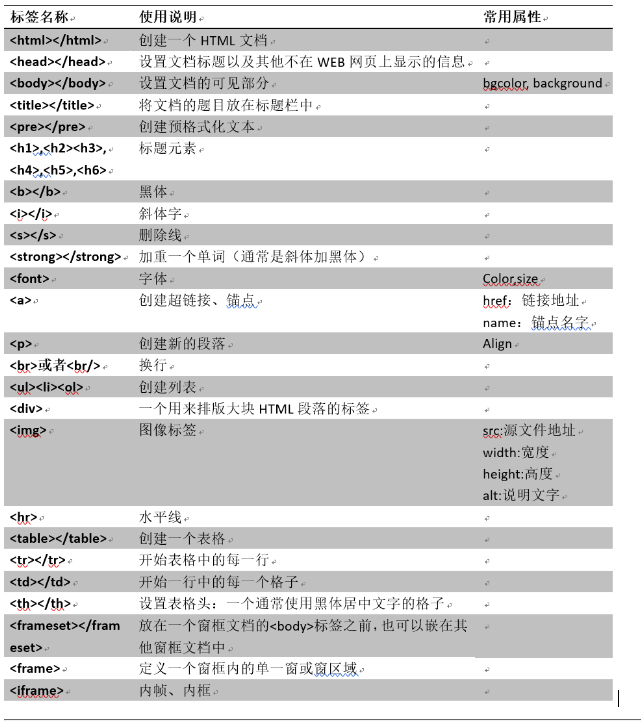 标签名称 使用说明 常用属性
<html></html> 创建一个 HTML 文档
<head></head> 设置文档标题以及其他不在 WEB 网页上显示的信息
<body></body> 设置文档的可见部分 bgcolor, background
<title></title> 将文档的题目放在标题栏中
<pre></pre> 创建预格式化文本
<h1>,<h2><h3>, 标题元素
<h4>,<h5>,<h6>
<b></b> 黑体
<i></i> 斜体字
<s></s> 删除线
<strong></strong> 加重一个单词（通常是斜体加黑体）
<font> 字体 Color,size
<a> 创建超链接、锚点 href：链接地址
name：锚点名字
<p> 创建新的段落 Align
<br>或者<br/> 换行
<ul><li><ol> 创建列表
<div> 一个用来排版大块 HTML 段落的标签
<img> 图像标签 src:源文件地址
width:宽度
height:高度
alt:说明文字
<hr> 水平线
<table></table> 创建一个表格
<tr></tr> 开始表格中的每一行
<td></td> 开始一行中的每一个格子
<th></th> 设置表格头：一个通常使用黑体居中文字的格子
<frameset></fram 放在一个窗框文档的<body>标签之前,也可以嵌在其
eset> 他窗框文档中
<frame> 定义一个窗框内的单一窗或窗区域
<iframe> 内帧、内框